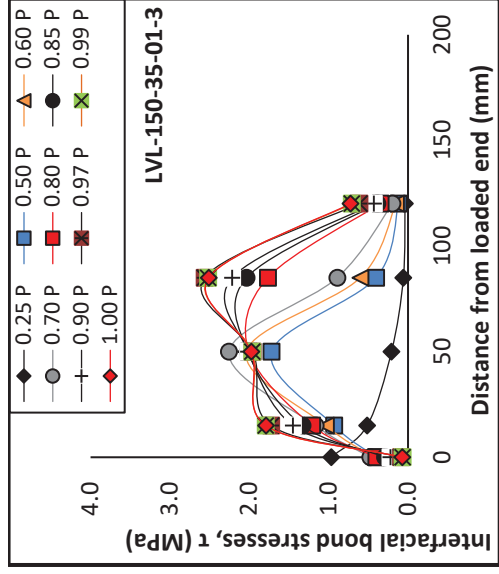 0.25 P 0.50 P 0.60 P
0.70 P 0.80 P 0.85 P
0.90 P 0.97 P 0.99 P
1.00 P
LVL-150-35-01-3
Interfacial bond stresses, τ (MPa)
4.0
3.0
2.0
1.0
0.0
0 50 100 150 200
Distance from loaded end (mm)